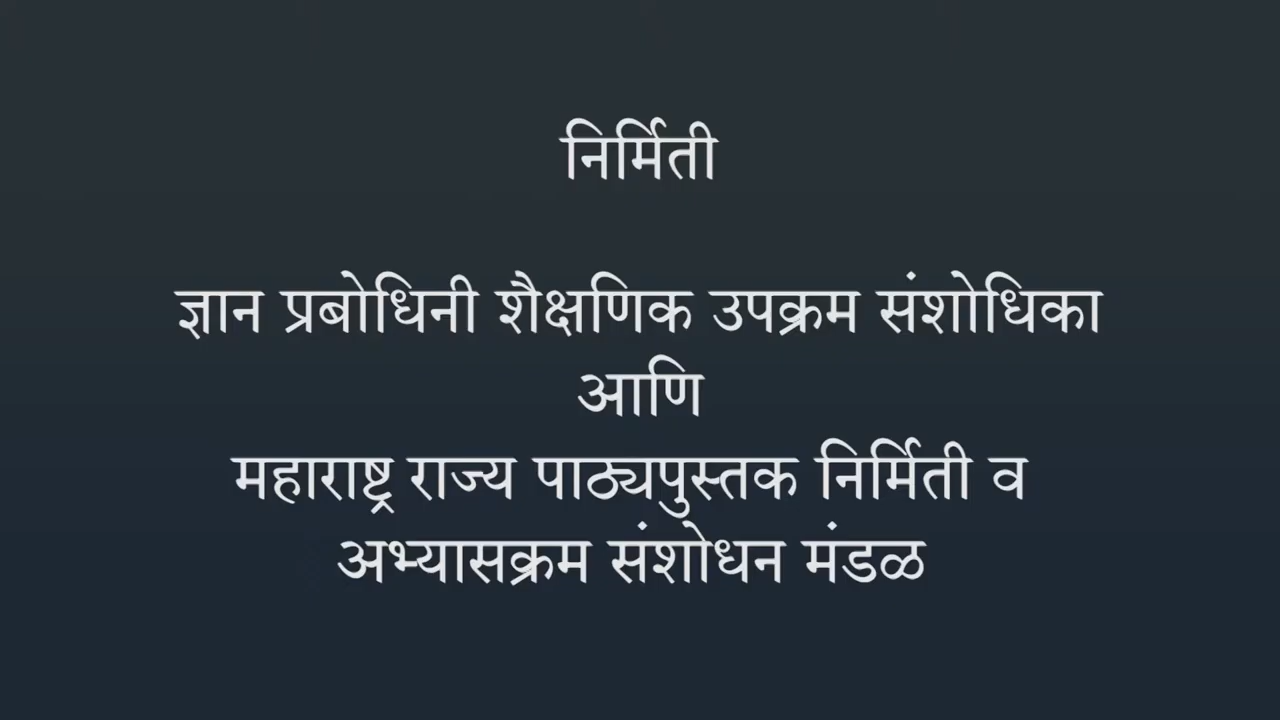 निर्मिती
ज्ञान प्रबोधिनी शैक्षणिक उपक्रम संशोधिका
आणि
महाराष्ट्र राज्य पाठ्यपुस्तक निर्मिती व
अभ्यासक्रम संशोधन मंडळ